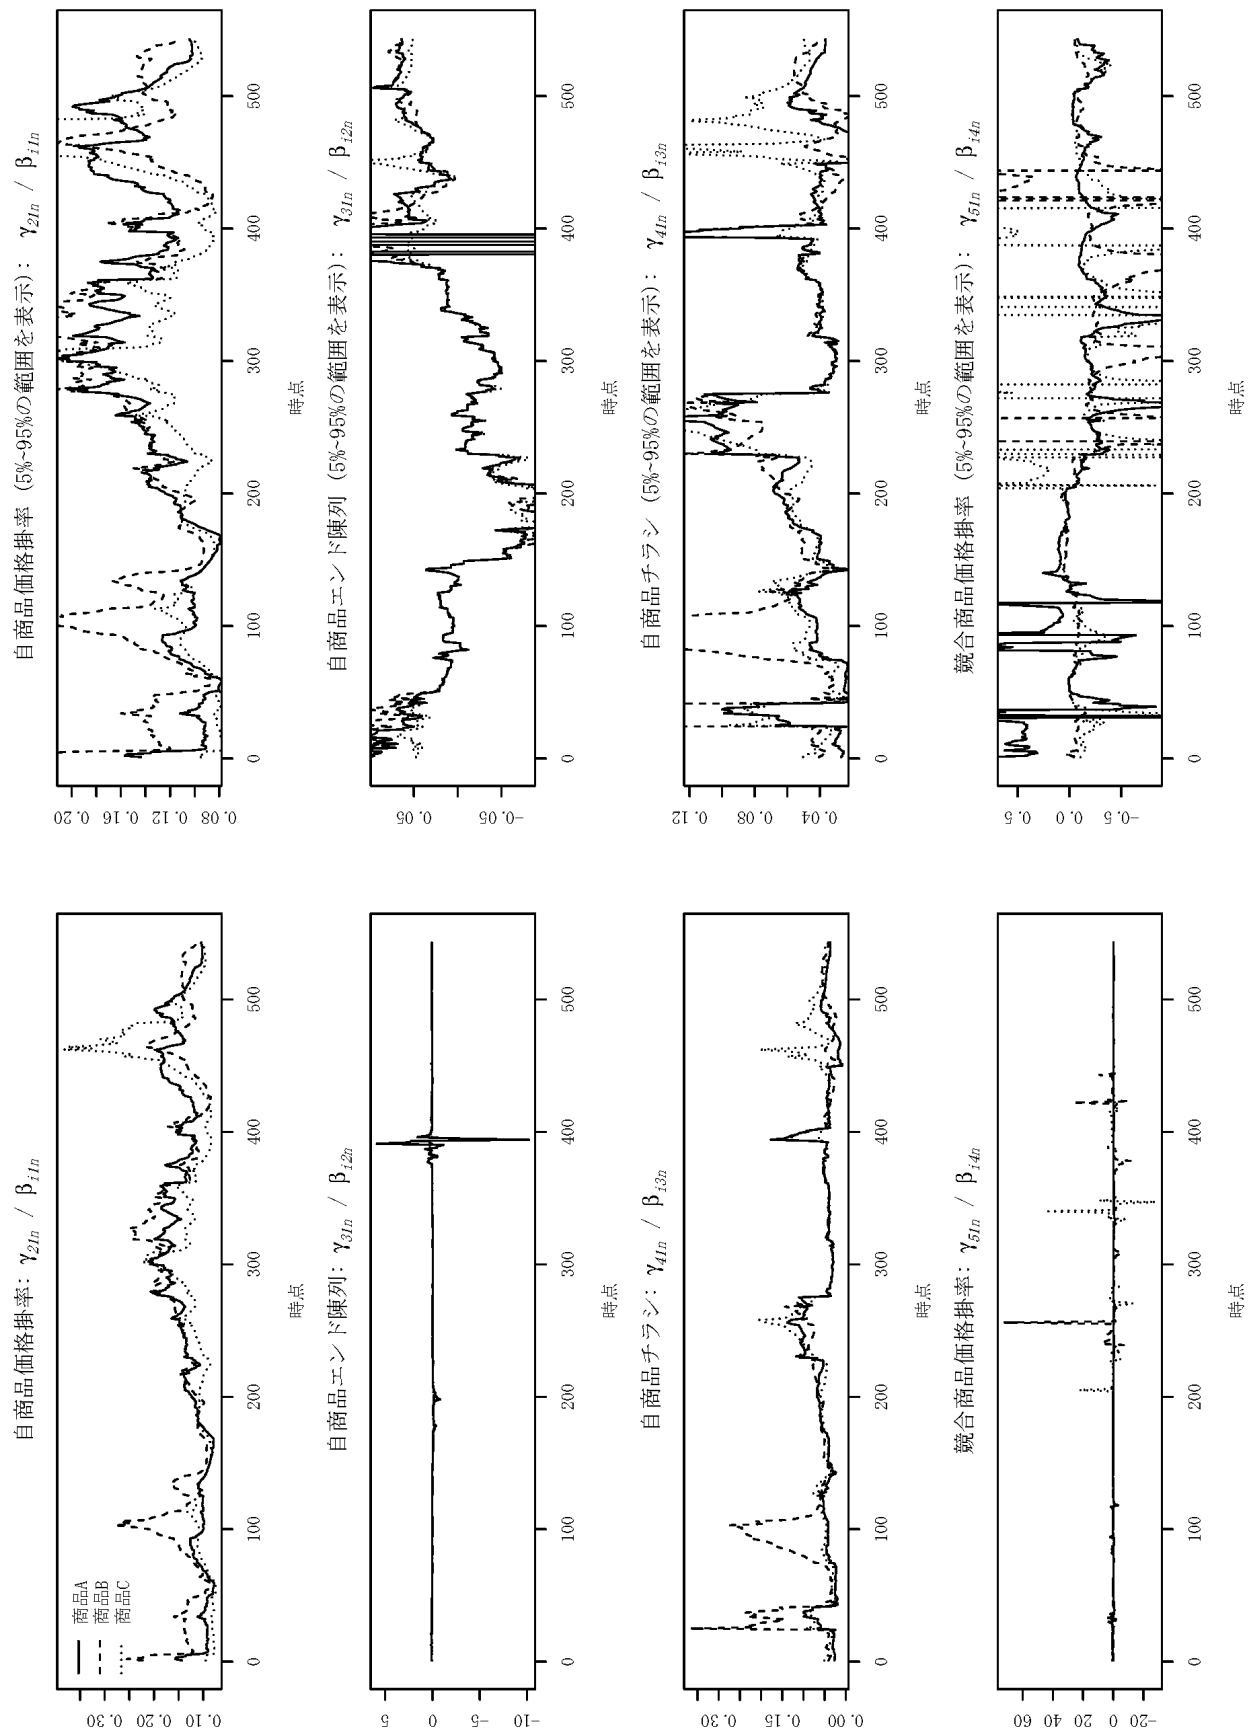 自商品価格掛率: γ21n / βi1n
0.30 0.20 0.10
商品A
商品B
商品C
0 100 200 300 400 500
時点
自商品価格掛率 (5%~95%の範囲を表示): γ21n / βi1n
0.20 0.16 0.12 0.08
0 100 200 300 400 500
時点
自商品エンド陳列: γ31n / βi2n
5 0 -5 -10
0 100 200 300 400 500
時点
自商品エンド陳列 (5%~95%の範囲を表示): γ31n / βi2n
0.05 -0.05
0 100 200 300 400 500
時点
自商品チラシ: γ41n / βi3n
0.30 0.15 0.00
0 100 200 300 400 500
時点
自商品チラシ (5%~95%の範囲を表示): γ41n / βi3n
0.12 0.08 0.04
0 100 200 300 400 500
時点
競合商品価格掛率: γ51n / βi4n
60 40 20 0 -20
0 100 200 300 400 500
時点
競合商品価格掛率 (5%~95%の範囲を表示): γ51n / βi4n
0.5 0.0 -0.5
0 100 200 300 400 500
時点